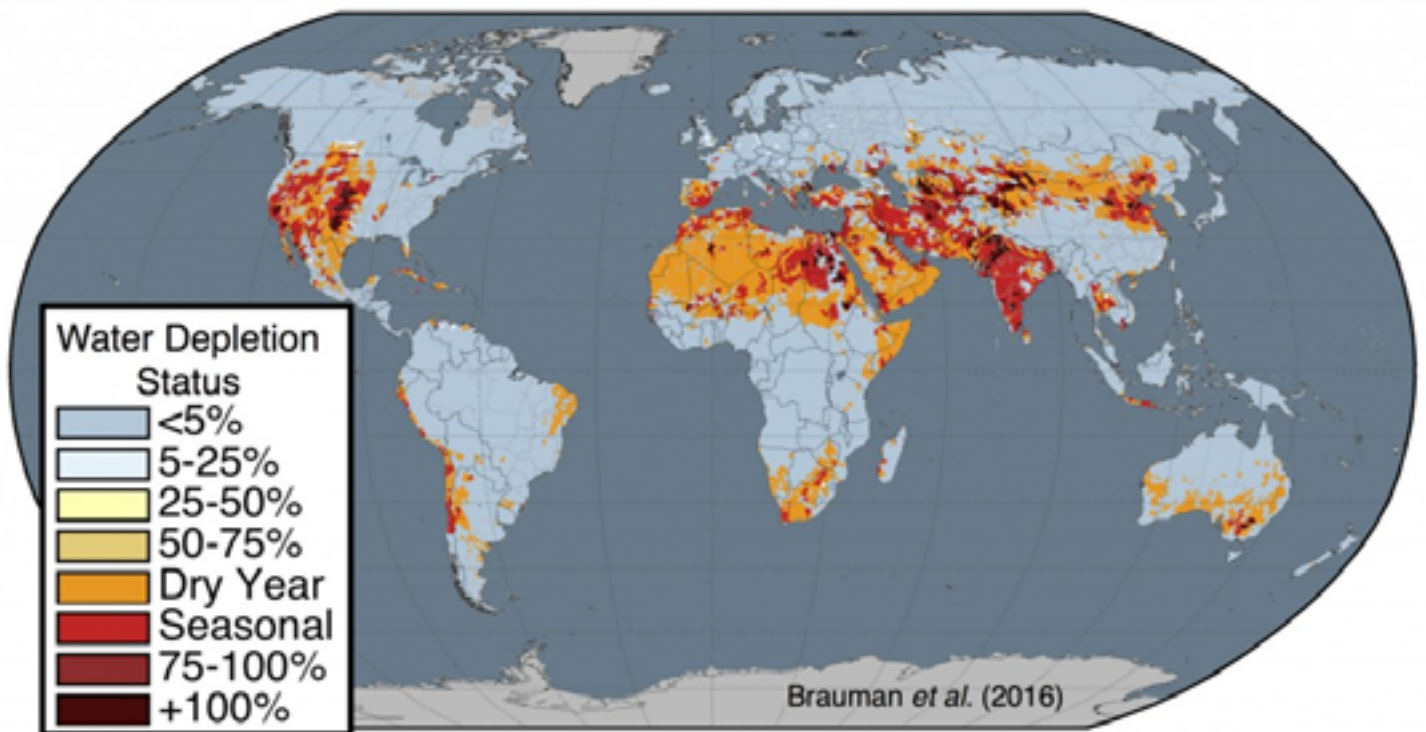 Water Depletion
Status
<5%
5-25%
25-50%
50-75%
Dry Year
Seasonal
75-100%
+100%
Brauman et al. (2016)